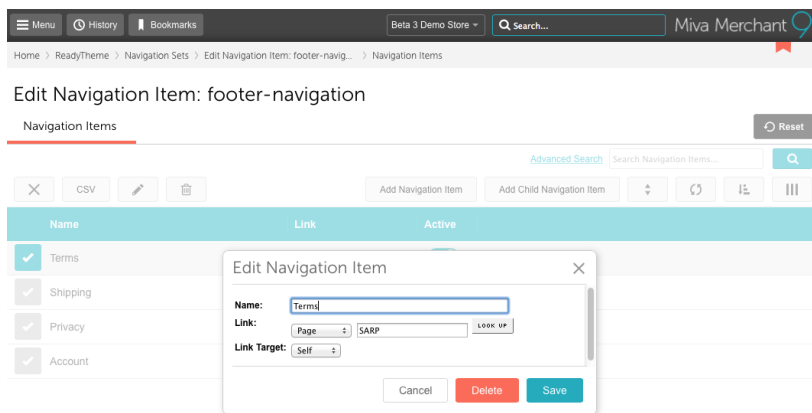 Menu History Bookmarks Beta 3 Demo Store Search... Miva Merchant 9
Home > ReadyTheme > Navigation Sets > Edit Navigation Item: footer-navig... > Navigation Items
Edit Navigation Item: footer-navigation
Navigation Items Reset
Advanced Search Search Navigation Items...
CSV Add Navigation Item Add Child Navigation Item
Name Link Active
Terms
Shipping
Privacy
Account
Edit Navigation Item
Name: Terms
Link: Page SARP LOOK UP
Link Target: Self
Cancel Delete Save